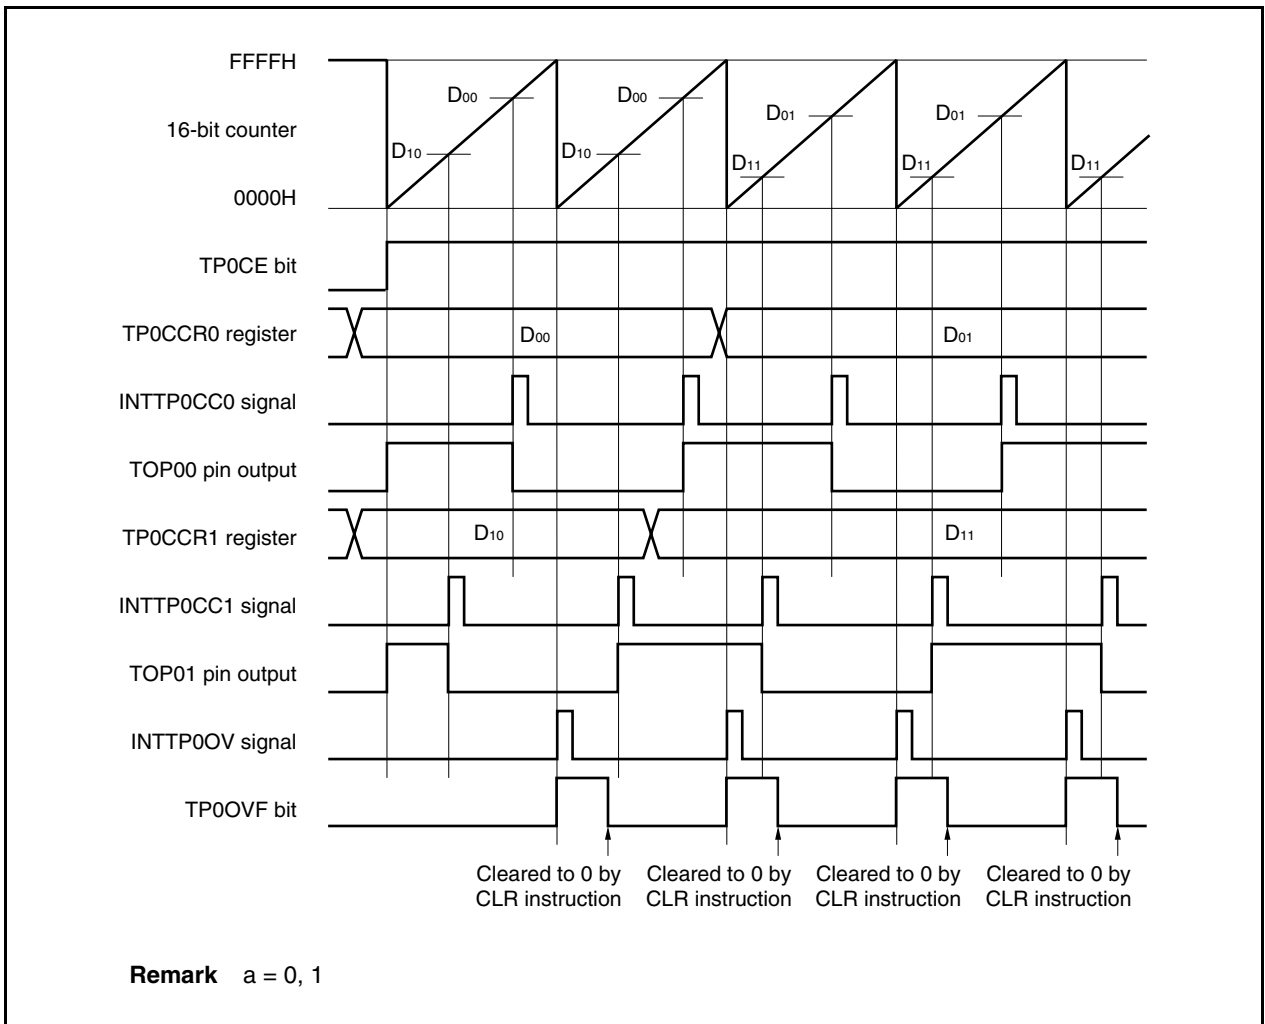 FFFFH
D00 D00 D01 D01
16-bit counter
D10 D10 D11 D11 D11
0000H
TP0CE bit
TP0CCR0 register D00 D01
INTTP0CC0 signal
TOP00 pin output
TP0CCR1 register D10 D11
INTTP0CC1 signal
TOP01 pin output
INTTP0OV signal
TP0OVF bit
Cleared to 0 by CLR instruction
Cleared to 0 by CLR instruction
Cleared to 0 by CLR instruction
Cleared to 0 by CLR instruction
Remark a = 0, 1